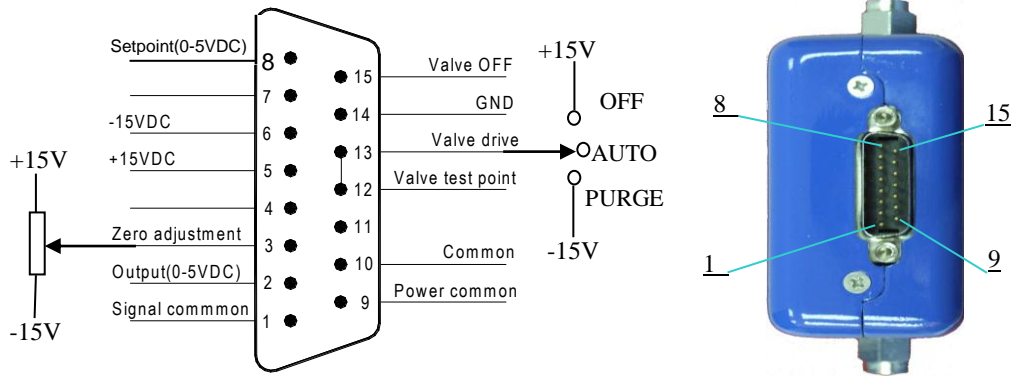 Setpoint(0-5VDC)
8
7
-15VDC
6
+15VDC
5
4
Zero adjustment
3
Output(0-5VDC)
2
Signal commmon
1
+15V
-15V
15
Valve OFF
14
GND
13
Valve drive
12
Valve test point
11
10
Common
9
Power common
+15V
OFF
AUTO
PURGE
-15V
8
15
1
9